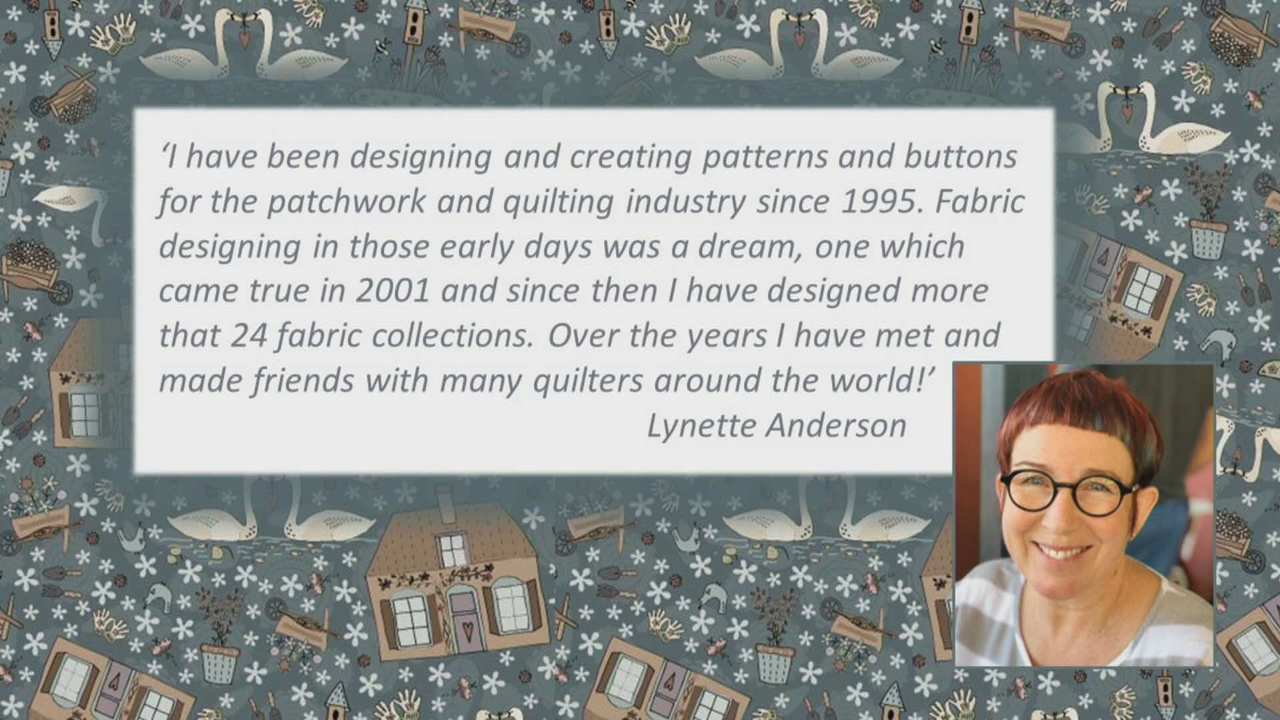 ‘I have been designing and creating patterns and buttons
for the patchwork and quilting industry since 1995. Fabric
designing in those early days was a dream, one which
came true in 2001 and since then I have designed more
that 24 fabric collections. Over the years I have met and
made friends with many quilters around the world!’
Lynette Anderson